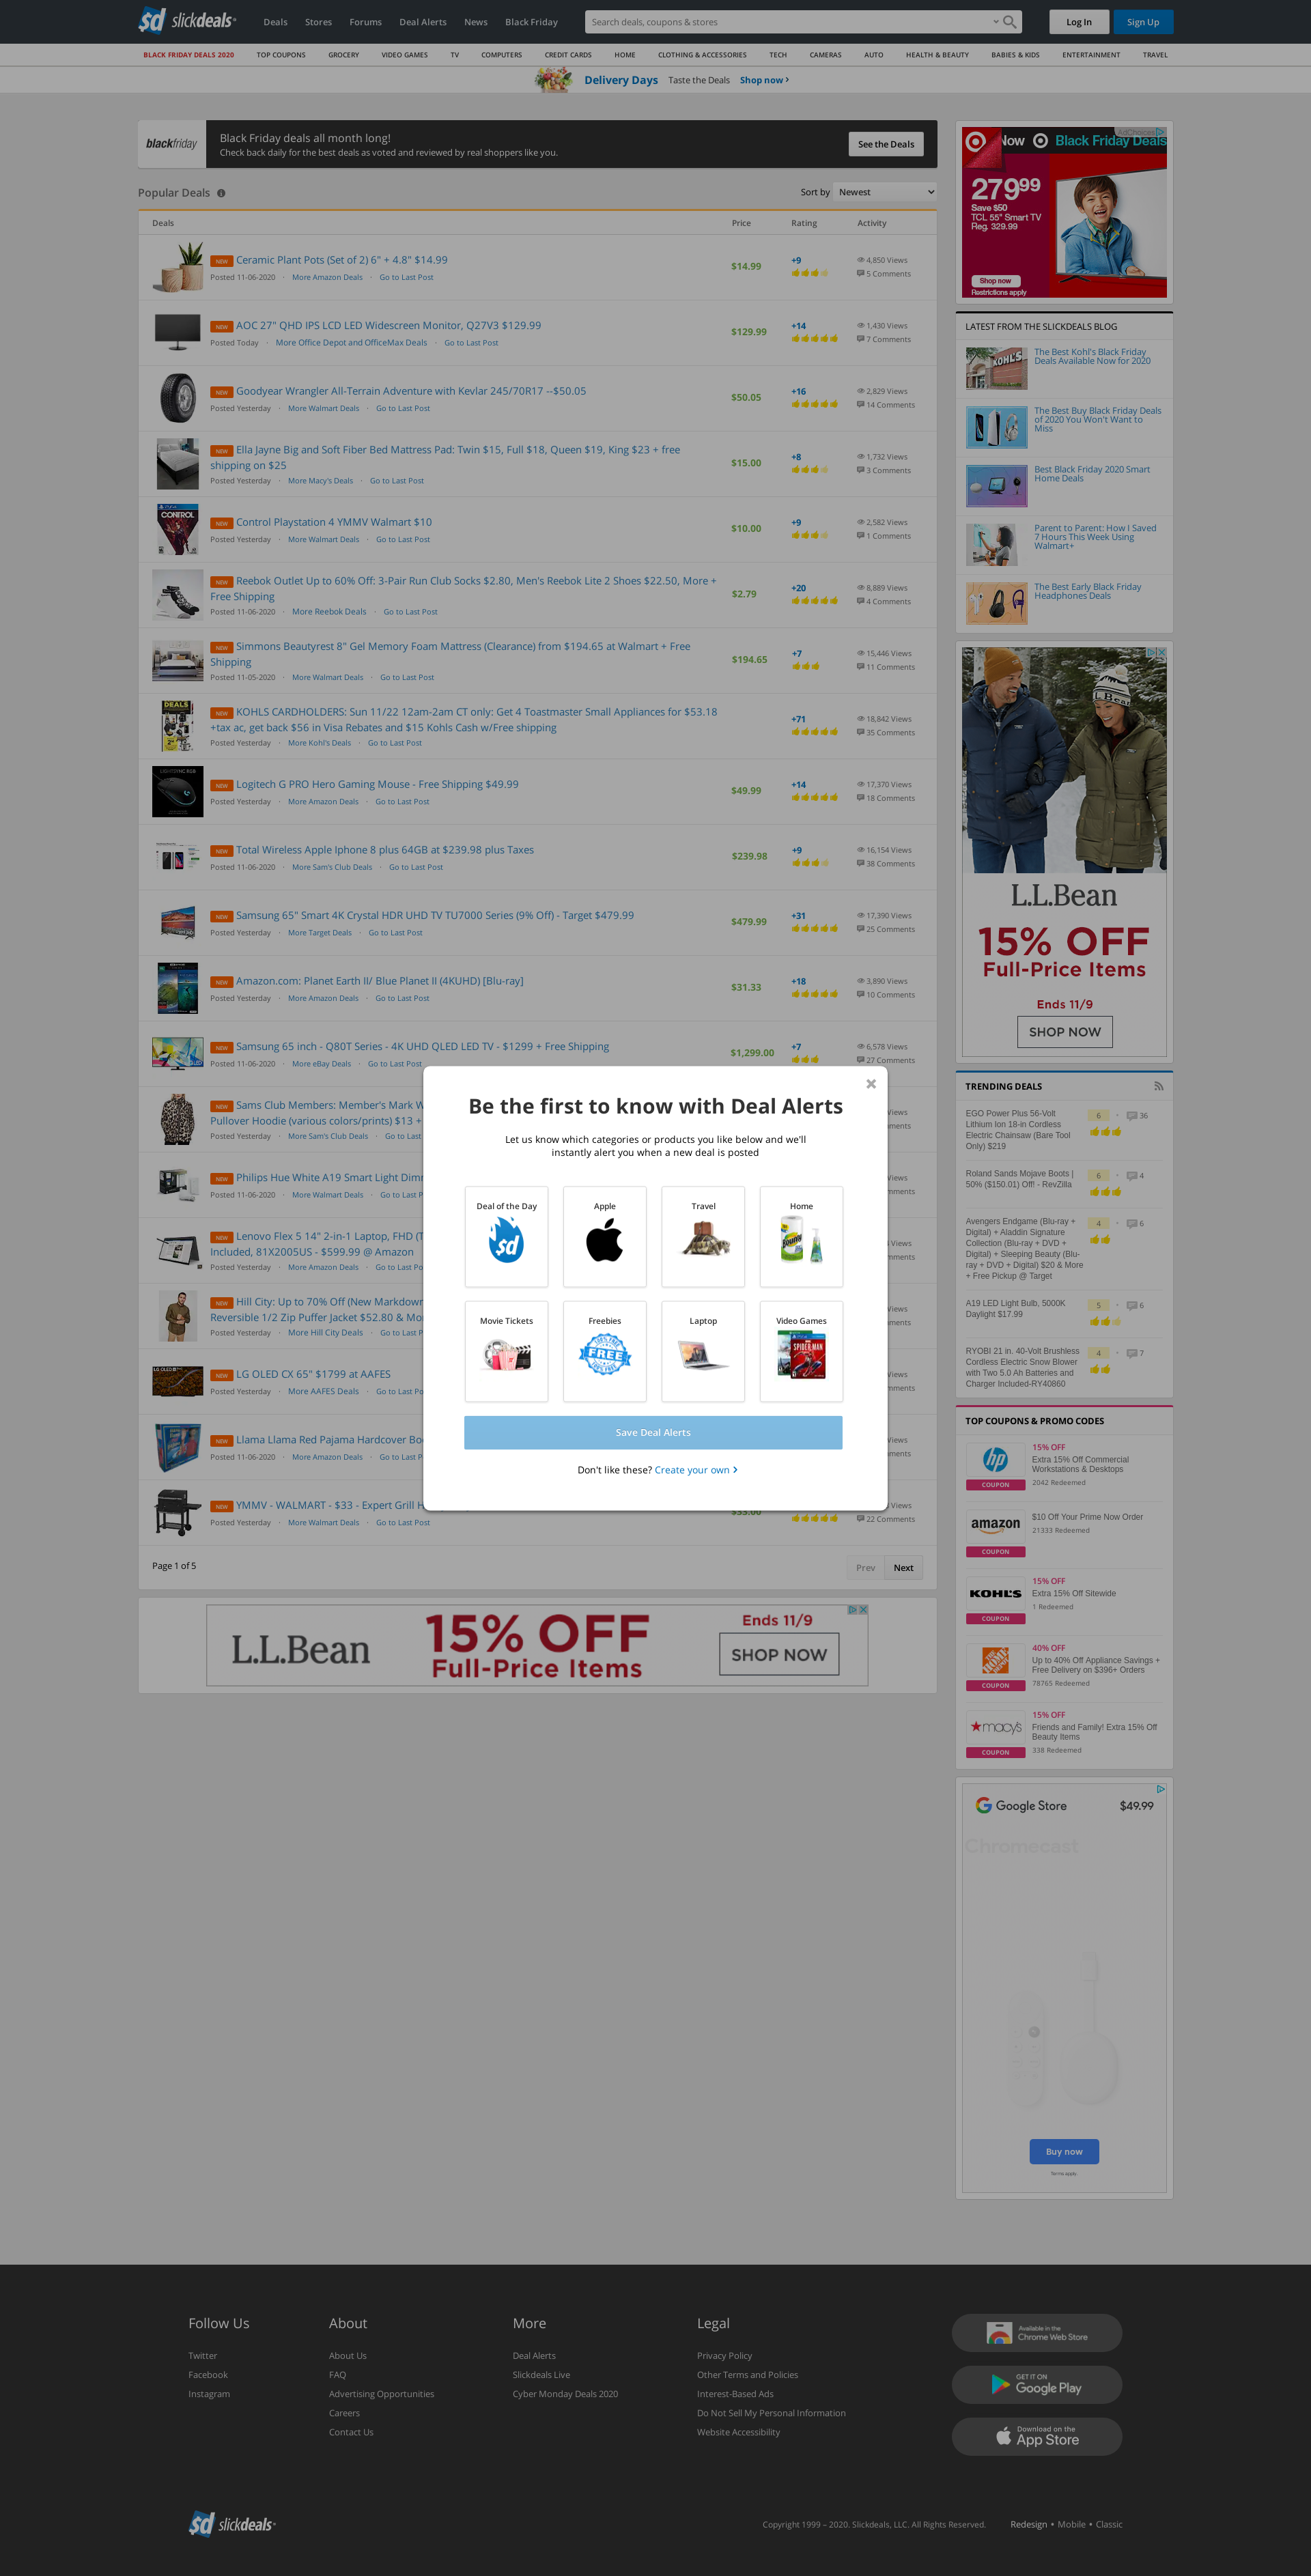 slickdeals
Deals Stores Forums Deal Alerts News Black Friday
Search deals, coupons & stores
Log In
Sign Up
BLACK FRIDAY DEALS 2020 TOP COUPONS GROCERY VIDEO GAMES TV COMPUTERS CREDIT CARDS HOME CLOTHING & ACCESSORIES TECH CAMERAS AUTO HEALTH & BEAUTY BABIES & KIDS ENTERTAINMENT TRAVEL
Delivery Days Taste the Deals Shop now
blackfriday
Black Friday deals all month long!
Check back daily for the best deals as voted and reviewed by real shoppers like you.
See the Deals
Popular Deals
Sort by Newest
Deals Price Rating Activity
NEW Ceramic Plant Pots (Set of 2) 6" + 4.8" $14.99
Posted 11-06-2020 · More Amazon Deals · Go to Last Post
$14.99 +9 4,850 Views
5 Comments
NEW AOC 27" QHD IPS LCD LED Widescreen Monitor, Q27V3 $129.99
Posted Today · More Office Depot and OfficeMax Deals · Go to Last Post
$129.99 +14 1,430 Views
7 Comments
NEW Goodyear Wrangler All-Terrain Adventure with Kevlar 245/70R17 --$50.05
Posted Yesterday · More Walmart Deals · Go to Last Post
$50.05 +16 2,829 Views
14 Comments
NEW Ella Jayne Big and Soft Fiber Bed Mattress Pad: Twin $15, Full $18, Queen $19, King $23 + free
shipping on $25
Posted Yesterday · More Macy's Deals · Go to Last Post
$15.00 +8 1,732 Views
3 Comments
NEW Control Playstation 4 YMMV Walmart $10
Posted Yesterday · More Walmart Deals · Go to Last Post
$10.00 +9 2,582 Views
1 Comments
NEW Reebok Outlet Up to 60% Off: 3-Pair Run Club Socks $2.80, Men's Reebok Lite 2 Shoes $22.50, More +
Free Shipping
Posted 11-06-2020 · More Reebok Deals · Go to Last Post
$2.79 +20 8,889 Views
4 Comments
NEW Simmons Beautyrest 8" Gel Memory Foam Mattress (Clearance) from $194.65 at Walmart + Free
Shipping
Posted 11-05-2020 · More Walmart Deals · Go to Last Post
$194.65 +7 15,446 Views
11 Comments
NEW KOHLS CARDHOLDERS: Sun 11/22 12am-2am CT only: Get 4 Toastmaster Small Appliances for $53.18
+tax ac, get back $56 in Visa Rebates and $15 Kohls Cash w/Free shipping
Posted Yesterday · More Kohl's Deals · Go to Last Post
+71 18,842 Views
35 Comments
NEW Logitech G PRO Hero Gaming Mouse - Free Shipping $49.99
Posted Yesterday · More Amazon Deals · Go to Last Post
$49.99 +14 17,370 Views
18 Comments
NEW Total Wireless Apple Iphone 8 plus 64GB at $239.98 plus Taxes
Posted 11-06-2020 · More Sam's Club Deals · Go to Last Post
$239.98 +9 16,154 Views
38 Comments
NEW Samsung 65" Smart 4K Crystal HDR UHD TV TU7000 Series (9% Off) - Target $479.99
Posted Yesterday · More Target Deals · Go to Last Post
$479.99 +31 17,390 Views
25 Comments
NEW Amazon.com: Planet Earth II/ Blue Planet II (4KUHD) [Blu-ray]
Posted Yesterday · More Amazon Deals · Go to Last Post
$31.33 +18 3,890 Views
10 Comments
NEW Samsung 65 inch - Q80T Series - 4K UHD QLED LED TV - $1299 + Free Shipping
Posted 11-06-2020 · More eBay Deals · Go to Last Post
$1,299.00 +7 6,578 Views
27 Comments
NEW Sams Club Members: Member's Mark W
Pullover Hoodie (various colors/prints) $13 +
Posted Yesterday · More Sam's Club Deals · Go to Last
NEW Philips Hue White A19 Smart Light Dim
Posted 11-06-2020 · More Walmart Deals · Go to Last
NEW Lenovo Flex 5 14" 2-in-1 Laptop, FHD
Included, 81X2005US - $599.99 @ Amazon
Posted Yesterday · More Amazon Deals · Go to Last
NEW Hill City: Up to 70% Off (New Markdown
Reversible 1/2 Zip Puffer Jacket $52.80 & Mo
Posted Yesterday · More Hill City Deals · Go to Last
NEW LG OLED CX 65" $1799 at AAFES
Posted Yesterday · More AAFES Deals · Go to Last
NEW Llama Llama Red Pajama Hardcover Boo
Posted 11-06-2020 · More Amazon Deals · Go to Last
NEW YMMV - WALMART - $33 - Expert Grill
Posted Yesterday · More Walmart Deals · Go to Last Post
$33.00
22 Comments
Page 1 of 5
Prev Next
L.L.Bean
15% OFF
Full-Price Items
Ends 11/9
SHOP NOW
Be the first to know with Deal Alerts
Let us know which categories or products you like below and we'll
instantly alert you when a new deal is posted
Deal of the Day Apple Travel Home
Movie Tickets Freebies Laptop Video Games
Save Deal Alerts
Don't like these? Create your own
AdChoices
Now Black Friday Deals
279⁹⁹
Save $50
TCL 55" Smart TV
Reg. 329.99
Shop now
Restrictions apply
LATEST FROM THE SLICKDEALS BLOG
The Best Kohl's Black Friday
Deals Available Now for 2020
The Best Buy Black Friday Deals
of 2020 You Won't Want to
Miss
Best Black Friday 2020 Smart
Home Deals
Parent to Parent: How I Saved
7 Hours This Week Using
Walmart+
The Best Early Black Friday
Headphones Deals
L.L.Bean
15% OFF
Full-Price Items
Ends 11/9
SHOP NOW
TRENDING DEALS
EGO Power Plus 56-Volt
Lithium Ion 18-in Cordless
Electric Chainsaw (Bare Tool
Only) $219
6 · 36
Roland Sands Mojave Boots |
50% ($150.01) Off! - RevZilla
6 · 4
Avengers Endgame (Blu-ray +
Digital) + Aladdin Signature
Collection (Blu-ray + DVD +
Digital) + Sleeping Beauty (Blu-
ray + DVD + Digital) $20 & More
+ Free Pickup @ Target
4 · 6
A19 LED Light Bulb, 5000K
Daylight $17.99
5 · 6
RYOBI 21 in. 40-Volt Brushless
Cordless Electric Snow Blower
with Two 5.0 Ah Batteries and
Charger Included-RY40860
4 · 7
TOP COUPONS & PROMO CODES
hp
COUPON
15% OFF
Extra 15% Off Commercial
Workstations & Desktops
2042 Redeemed
amazon
COUPON
$10 Off Your Prime Now Order
21333 Redeemed
KOHL'S
COUPON
15% OFF
Extra 15% Off Sitewide
1 Redeemed
COUPON
40% OFF
Up to 40% Off Appliance Savings +
Free Delivery on $396+ Orders
78765 Redeemed
macy's
COUPON
15% OFF
Friends and Family! Extra 15% Off
Beauty Items
338 Redeemed
Google Store $49.99
Chromecast
Buy now
Terms apply.
Follow Us
Twitter
Facebook
Instagram
About
About Us
FAQ
Advertising Opportunities
Careers
Contact Us
More
Deal Alerts
Slickdeals Live
Cyber Monday Deals 2020
Legal
Privacy Policy
Other Terms and Policies
Interest-Based Ads
Do Not Sell My Personal Information
Website Accessibility
Available in the
Chrome Web Store
GET IT ON
Google Play
Download on the
App Store
slickdeals
Copyright 1999 – 2020. Slickdeals, LLC. All Rights Reserved.
Redesign • Mobile • Classic